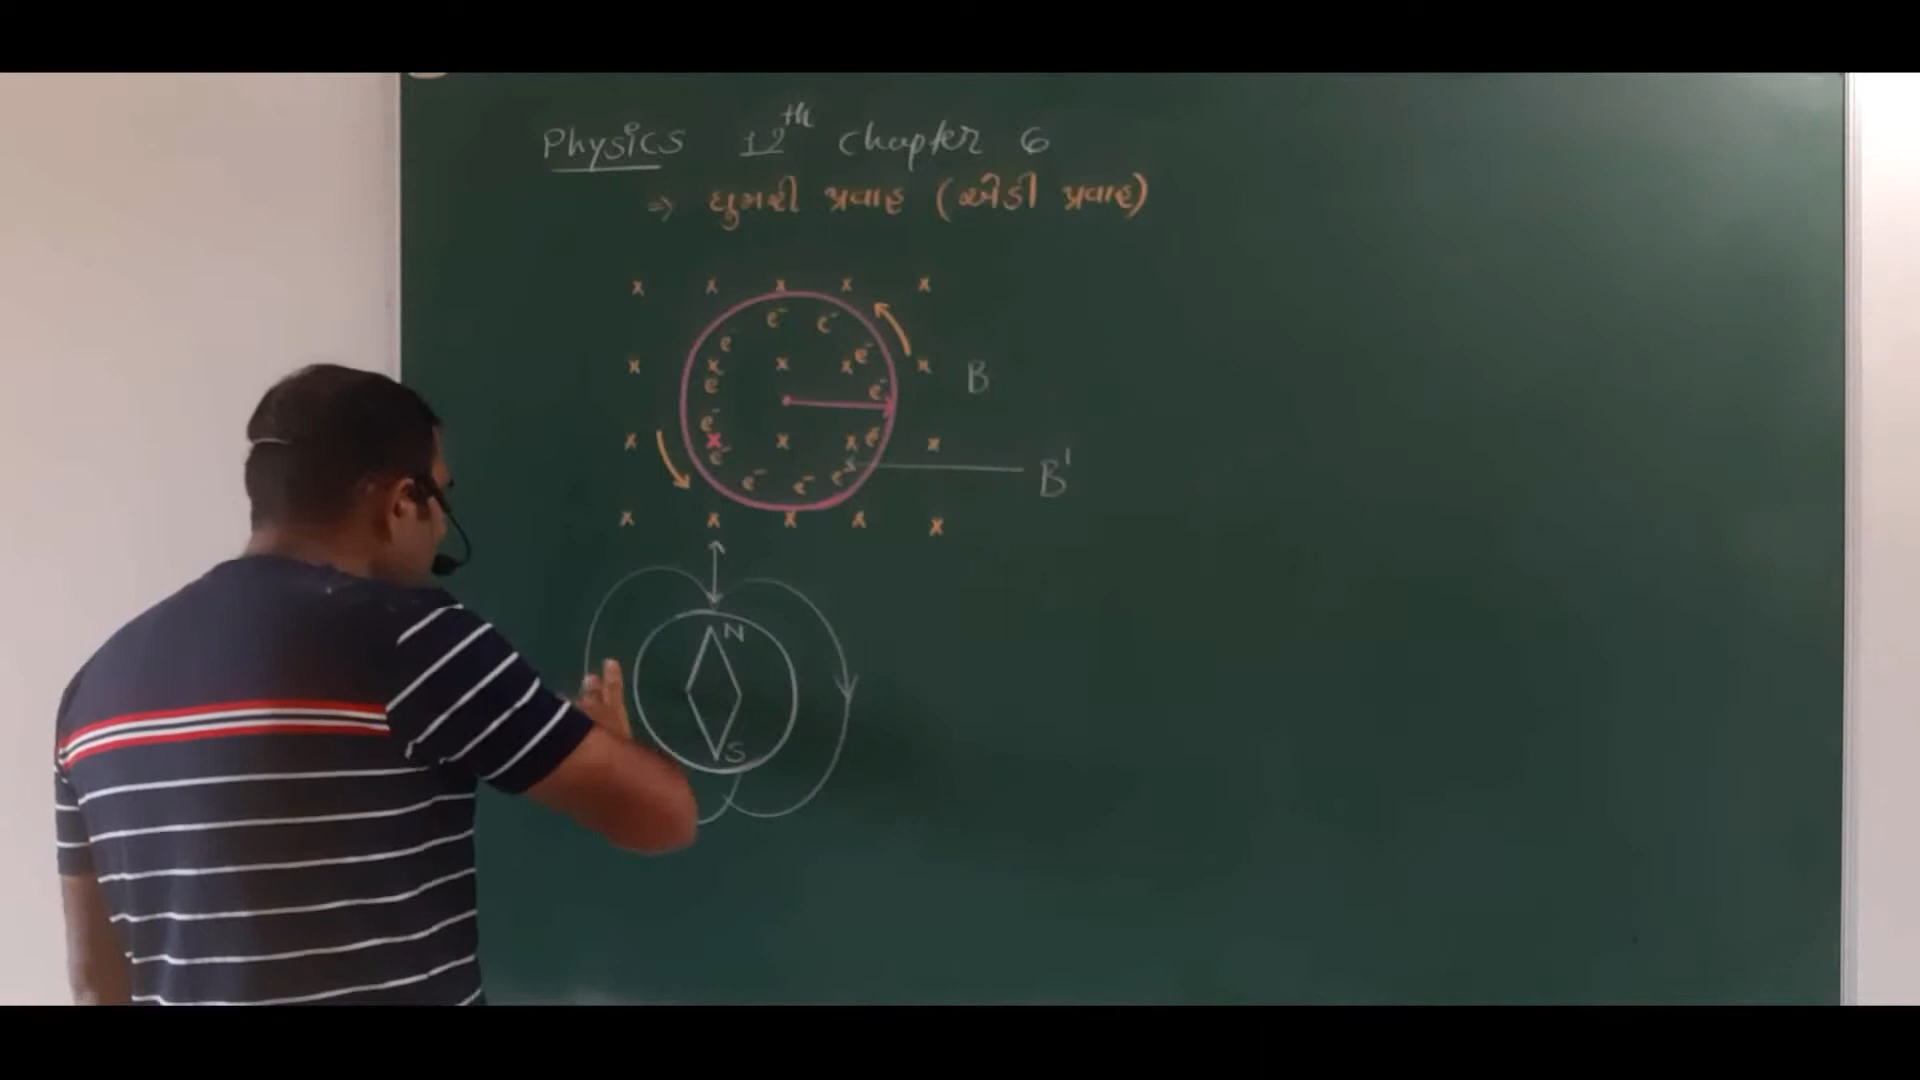 Physics 12th chapter 6
⇒ ઘુમરી પ્રવાહ (એડી પ્રવાહ)
x x x x x
e⁻ e⁻
e⁻ e⁻
x x x x x B
e e⁻
e⁻
x x x x e⁻ x
e⁻ B'
e⁻ e⁻ e⁻
x x x x x
N
S